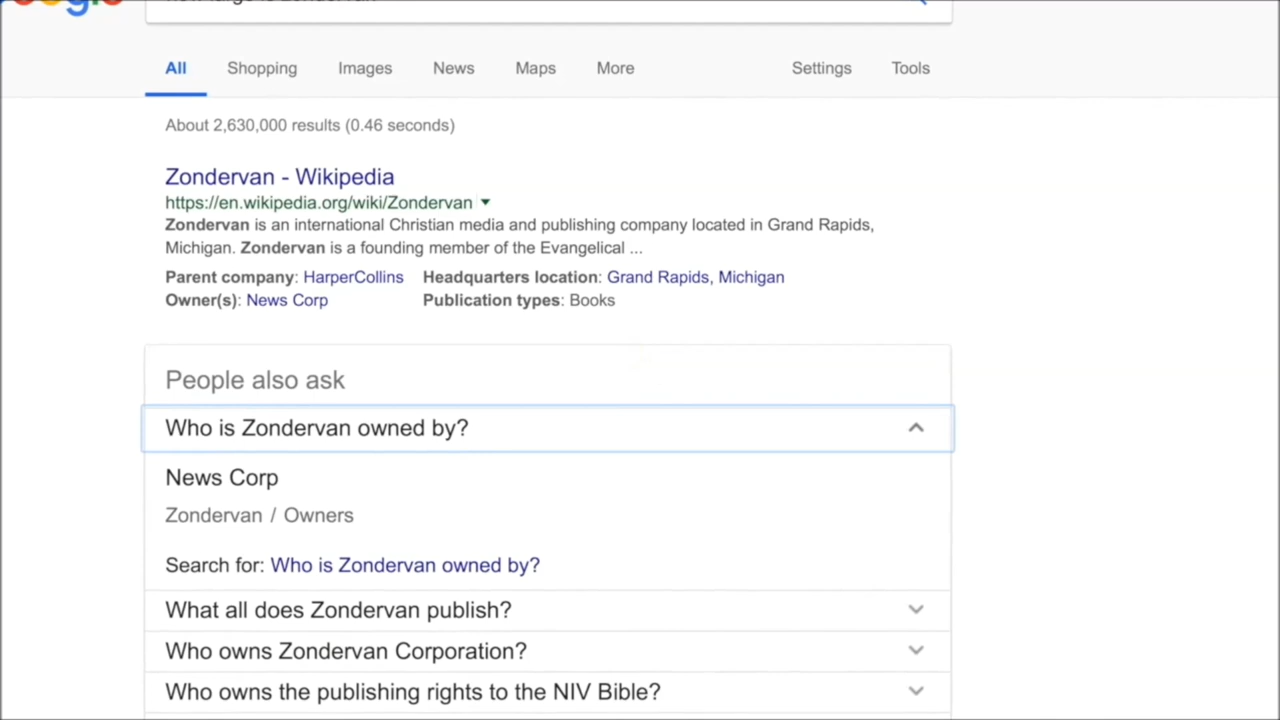 All Shopping Images News Maps More Settings Tools
About 2,630,000 results (0.46 seconds)
Zondervan - Wikipedia
https://en.wikipedia.org/wiki/Zondervan
Zondervan is an international Christian media and publishing company located in Grand Rapids,
Michigan. Zondervan is a founding member of the Evangelical ...
Parent company: HarperCollins Headquarters location: Grand Rapids, Michigan
Owner(s): News Corp Publication types: Books
People also ask
Who is Zondervan owned by?
News Corp
Zondervan / Owners
Search for: Who is Zondervan owned by?
What all does Zondervan publish?
Who owns Zondervan Corporation?
Who owns the publishing rights to the NIV Bible?